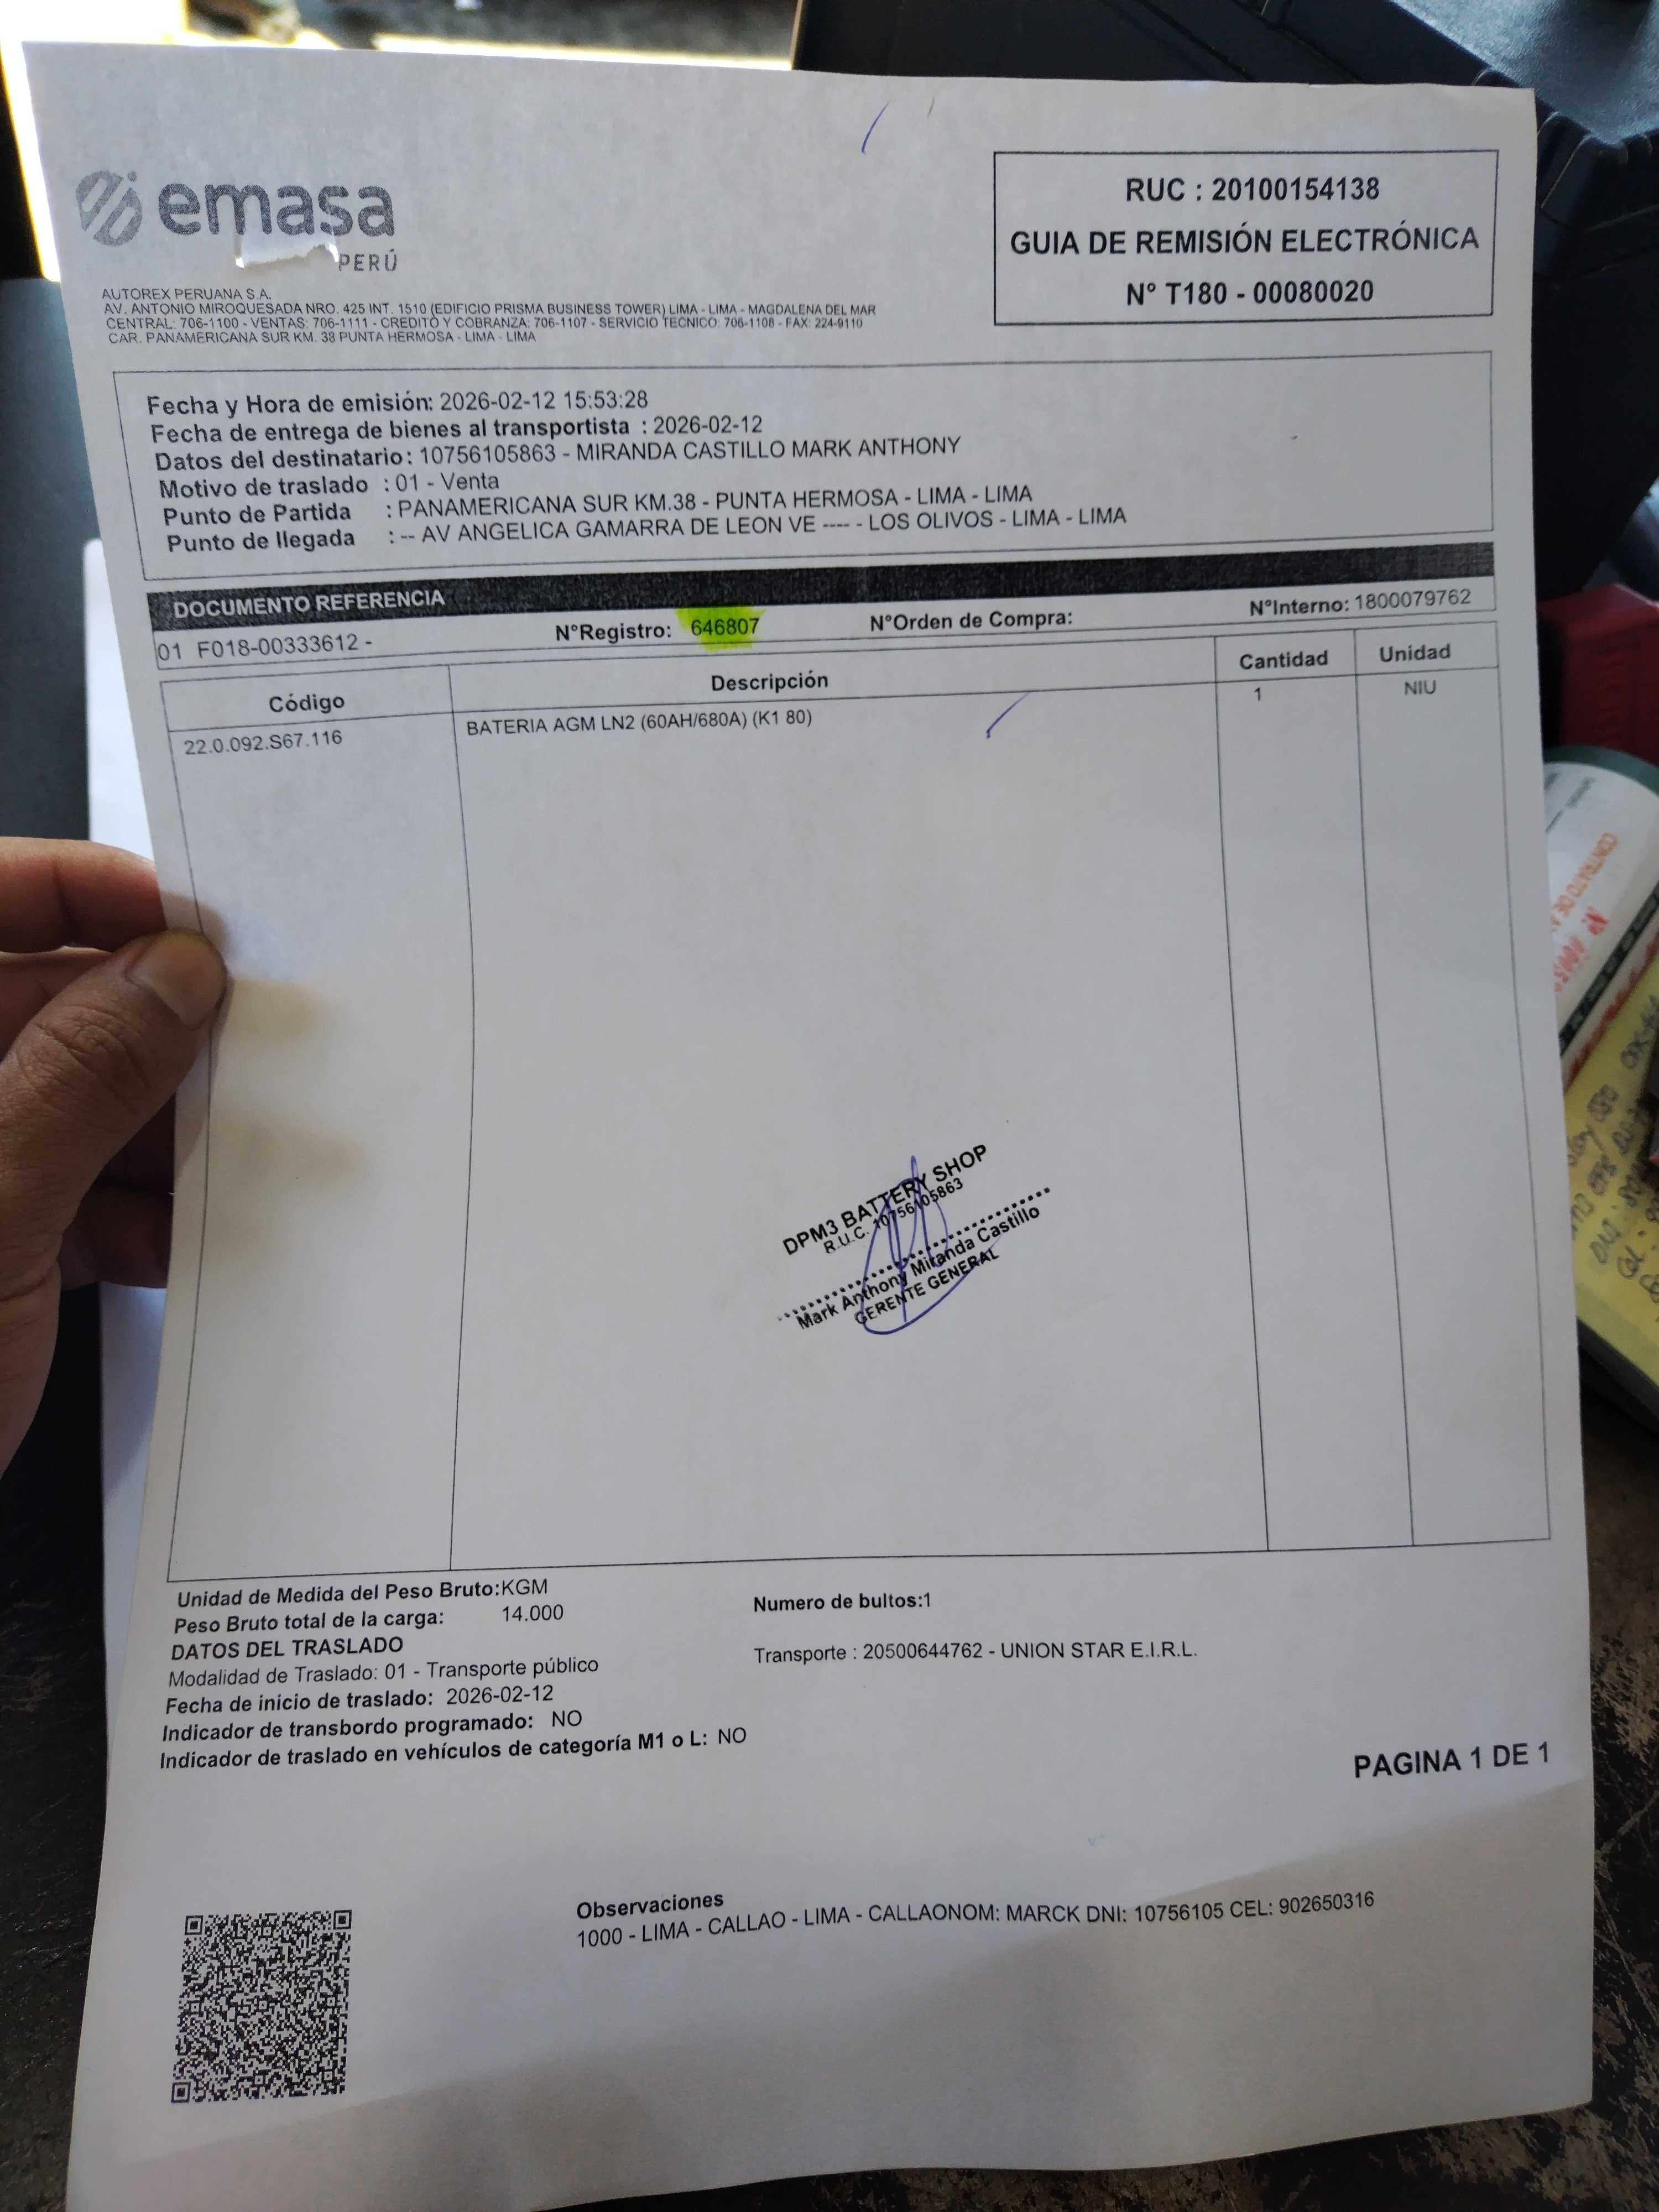 emasa
PERÚ
RUC : 20100154138
GUIA DE REMISIÓN ELECTRÓNICA
N° T180 - 00080020
AUTOREX PERUANA S.A.
AV. ANTONIO MIROQUESADA NRO. 425 INT. 1510 (EDIFICIO PRISMA BUSINESS TOWER) LIMA - LIMA - MAGDALENA DEL MAR
CENTRAL: 706-1100 - VENTAS: 706-1111 - CREDITO Y COBRANZA: 706-1107 - SERVICIO TECNICO: 706-1108 - FAX: 224-9110
CAR. PANAMERICANA SUR KM. 38 PUNTA HERMOSA - LIMA - LIMA
Fecha y Hora de emisión: 2026-02-12 15:53:28
Fecha de entrega de bienes al transportista : 2026-02-12
Datos del destinatario: 10756105863 - MIRANDA CASTILLO MARK ANTHONY
Motivo de traslado : 01 - Venta
Punto de Partida : PANAMERICANA SUR KM.38 - PUNTA HERMOSA - LIMA - LIMA
Punto de llegada : -- AV ANGELICA GAMARRA DE LEON VE ---- - LOS OLIVOS - LIMA - LIMA
DOCUMENTO REFERENCIA
01 F018-00333612 - N°Registro: 646807 N°Orden de Compra: N°Interno: 1800079762
Código Descripción Cantidad Unidad
22.0.092.S67.116 BATERIA AGM LN2 (60AH/680A) (K1 80) 1 NIU
DPM3 BATTERY SHOP
R.U.C. 10756105863
Mark Anthony Miranda Castillo
GERENTE GENERAL
Unidad de Medida del Peso Bruto:KGM
Peso Bruto total de la carga: 14.000 Numero de bultos:1
DATOS DEL TRASLADO
Modalidad de Traslado: 01 - Transporte público Transporte : 20500644762 - UNION STAR E.I.R.L.
Fecha de inicio de traslado: 2026-02-12
Indicador de transbordo programado: NO
Indicador de traslado en vehículos de categoría M1 o L: NO
PAGINA 1 DE 1
Observaciones
1000 - LIMA - CALLAO - LIMA - CALLAONOM: MARCK DNI: 10756105 CEL: 902650316